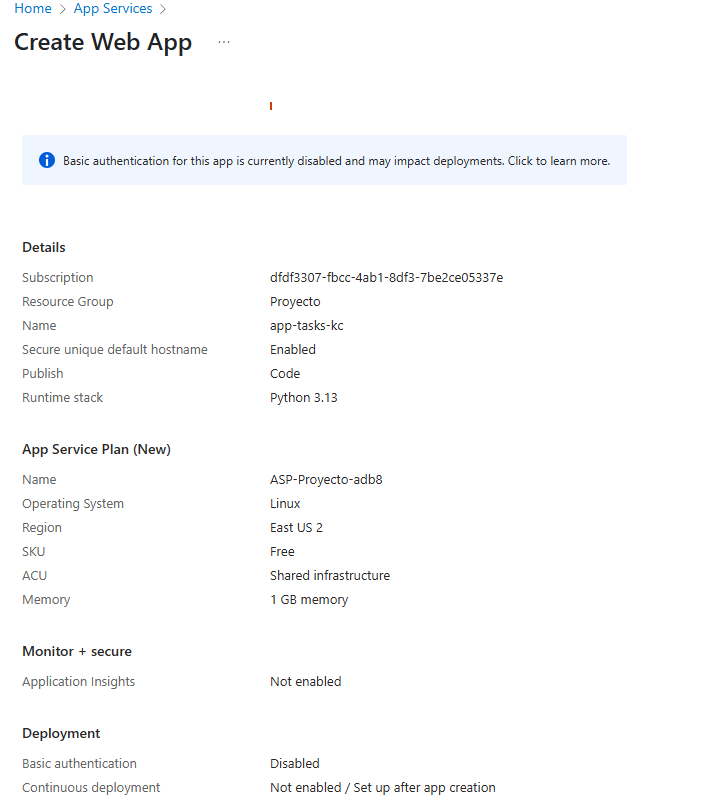 Home > App Services >
Create Web App ...
Basic authentication for this app is currently disabled and may impact deployments. Click to learn more.
Details
Subscription dfdf3307-fbcc-4ab1-8df3-7be2ce05337e
Resource Group Proyecto
Name app-tasks-kc
Secure unique default hostname Enabled
Publish Code
Runtime stack Python 3.13
App Service Plan (New)
Name ASP-Proyecto-adb8
Operating System Linux
Region East US 2
SKU Free
ACU Shared infrastructure
Memory 1 GB memory
Monitor + secure
Application Insights Not enabled
Deployment
Basic authentication Disabled
Continuous deployment Not enabled / Set up after app creation